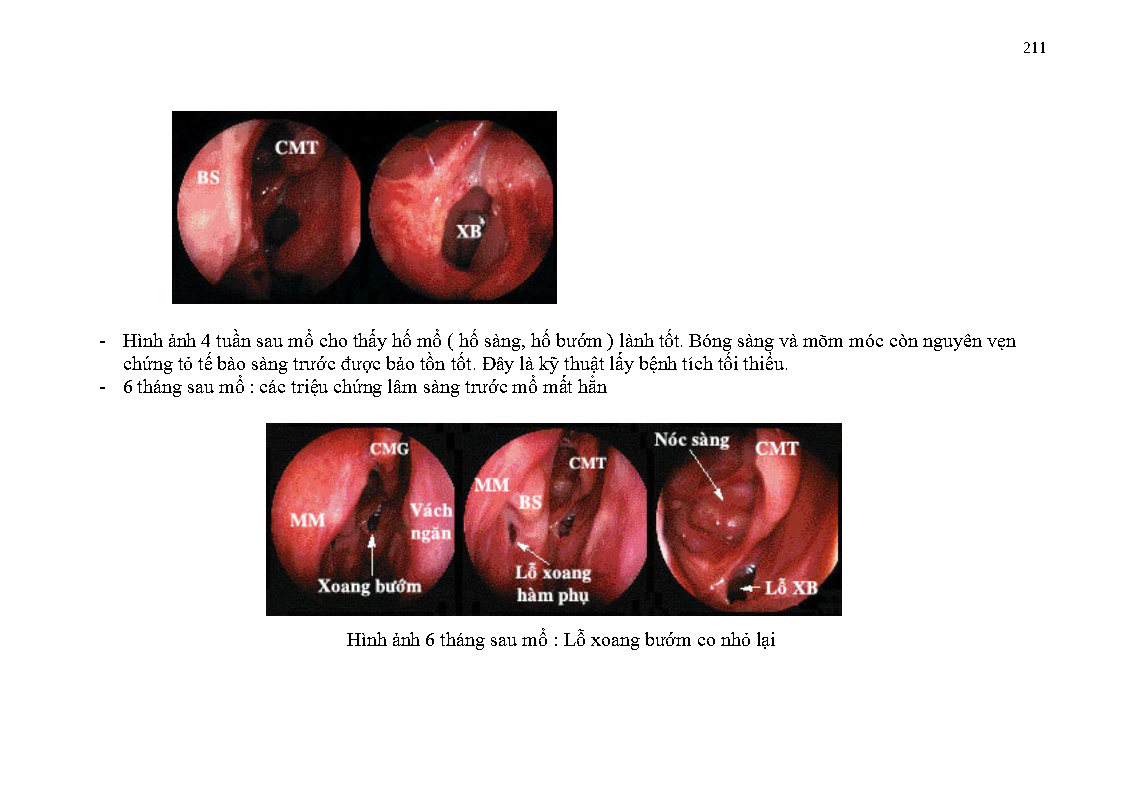 211
CMT
BS
XB
- Hình ảnh 4 tuần sau mổ cho thấy hố mổ ( hố sàng, hố bướm ) lành tốt. Bóng sàng và mõm móc còn nguyên vẹn
chứng tỏ tế bào sàng trước được bảo tồn tốt. Đây là kỹ thuật lấy bệnh tích tối thiểu.
- 6 tháng sau mổ : các triệu chứng lâm sàng trước mổ mất hẳn
CMG
MM
Vách
ngăn
Xoang bướm
CMT
MM
BS
Lỗ xoang
hàm phụ
Nóc sàng
CMT
Lỗ XB
Hình ảnh 6 tháng sau mổ : Lỗ xoang bướm co nhỏ lại